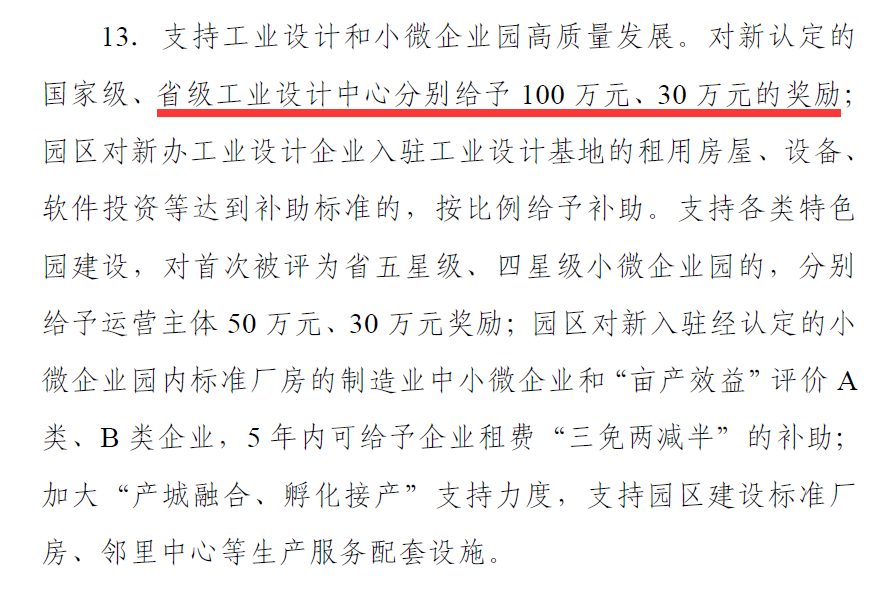 13. 支持工业设计和小微企业园高质量发展。对新认定的
国家级、省级工业设计中心分别给予 100 万元、30 万元的奖励；
园区对新办工业设计企业入驻工业设计基地的租用房屋、设备、
软件投资等达到补助标准的，按比例给予补助。支持各类特色
园建设，对首次被评为省五星级、四星级小微企业园的，分别
给予运营主体 50 万元、30 万元奖励；园区对新入驻经认定的小
微企业园内标准厂房的制造业中小微企业和“亩产效益”评价 A
类、B 类企业，5 年内可给予企业租费“三免两减半”的补助；
加大“产城融合、孵化接产”支持力度，支持园区建设标准厂
房、邻里中心等生产服务配套设施。